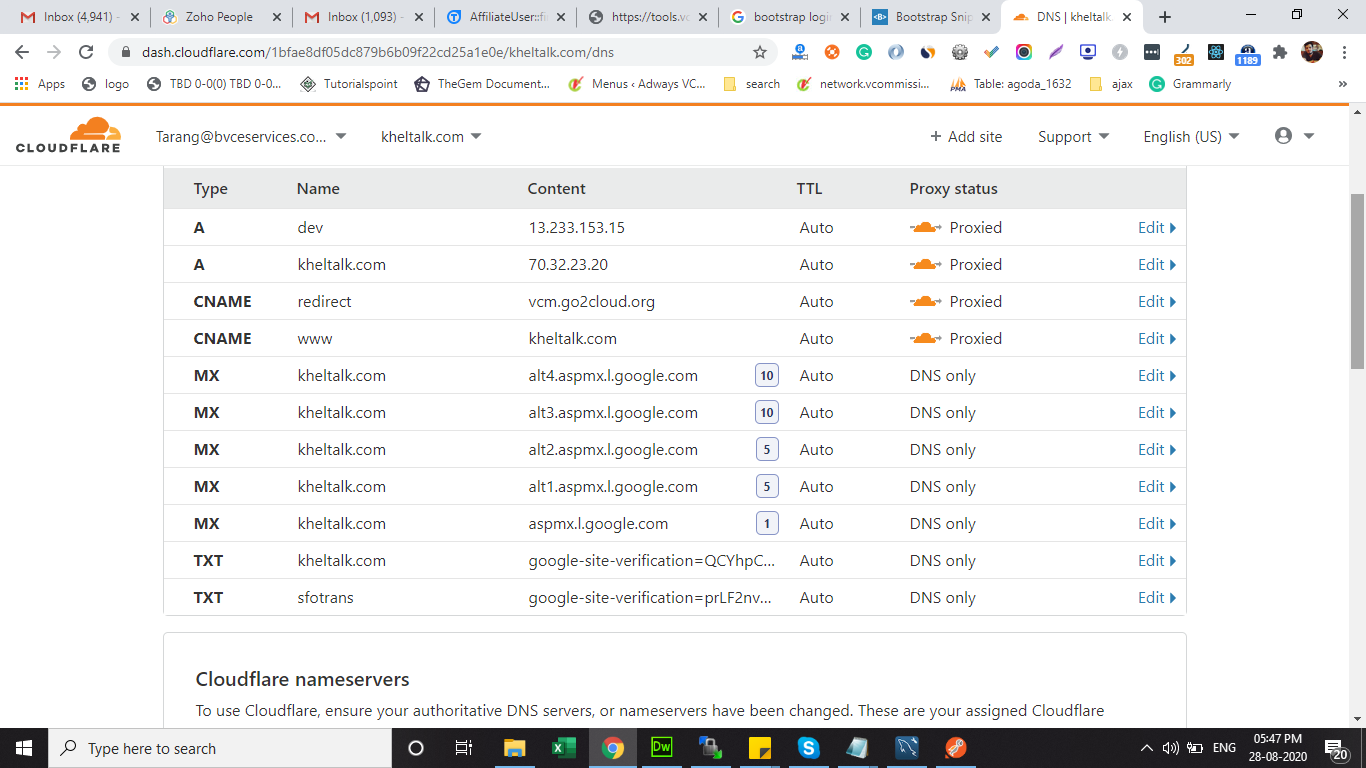 Inbox (4,941) -
Zoho People
Inbox (1,093) -
AffiliateUser::fi
https://tools.vc
bootstrap logi
Bootstrap Snip
DNS | kheltalk.
dash.cloudflare.com/1bfae8df05dc879b6b09f22cd25a1e0e/kheltalk.com/dns
302
1189
Apps
logo
TBD 0-0(0) TBD 0-0...
Tutorialspoint
TheGem Document...
Menus ‹ Adways VC...
search
network.vcommissi...
Table: agoda_1632
ajax
Grammarly
»
CLOUDFLARE
Tarang@bvceservices.co...
kheltalk.com
+ Add site
Support
English (US)
Type Name Content TTL Proxy status
A dev 13.233.153.15 Auto Proxied Edit
A kheltalk.com 70.32.23.20 Auto Proxied Edit
CNAME redirect vcm.go2cloud.org Auto Proxied Edit
CNAME www kheltalk.com Auto Proxied Edit
MX kheltalk.com alt4.aspmx.l.google.com 10 Auto DNS only Edit
MX kheltalk.com alt3.aspmx.l.google.com 10 Auto DNS only Edit
MX kheltalk.com alt2.aspmx.l.google.com 5 Auto DNS only Edit
MX kheltalk.com alt1.aspmx.l.google.com 5 Auto DNS only Edit
MX kheltalk.com aspmx.l.google.com 1 Auto DNS only Edit
TXT kheltalk.com google-site-verification=QCYhpC... Auto DNS only Edit
TXT sfotrans google-site-verification=prLF2nv... Auto DNS only Edit
Cloudflare nameservers
To use Cloudflare, ensure your authoritative DNS servers, or nameservers have been changed. These are your assigned Cloudflare
Type here to search
Dw
ENG
05:47 PM
28-08-2020
20